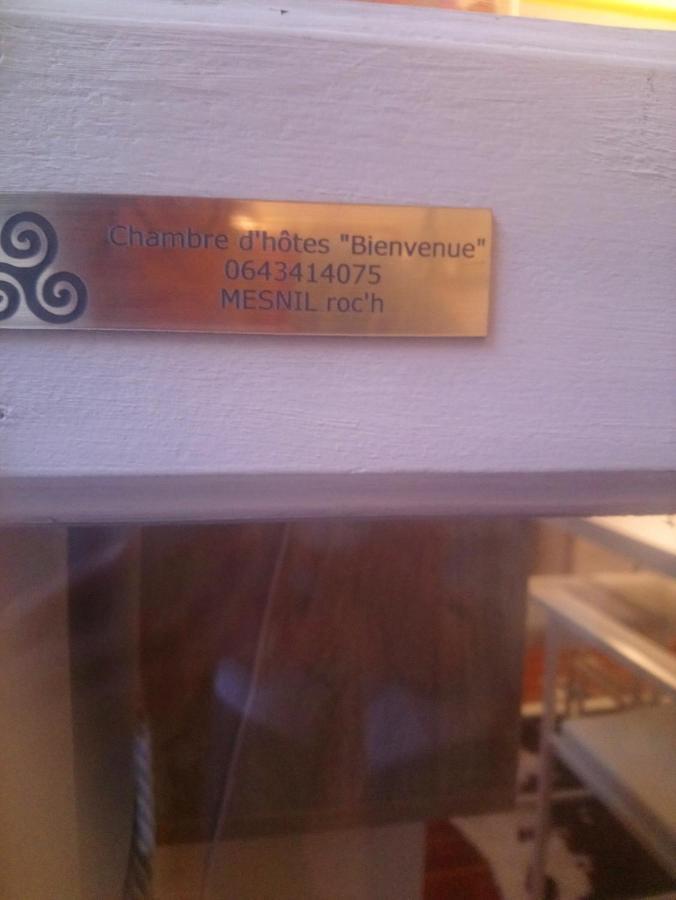 Chambre d'hôtes "Bienvenue"
0643414075
MESNIL roc'h